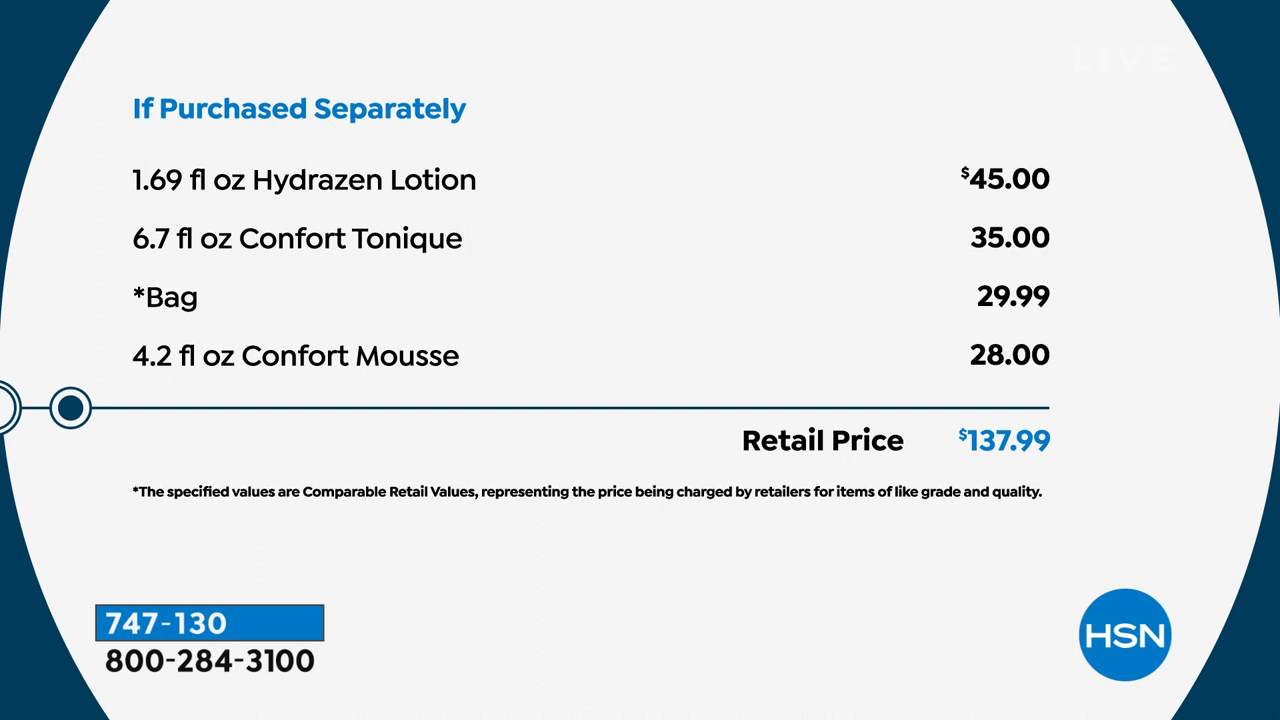 LIVE
If Purchased Separately
1.69 fl oz Hydrazen Lotion $45.00
6.7 fl oz Confort Tonique 35.00
*Bag 29.99
4.2 fl oz Confort Mousse 28.00
Retail Price $137.99
*The specified values are Comparable Retail Values, representing the price being charged by retailers for items of like grade and quality.
747-130
800-284-3100
HSN